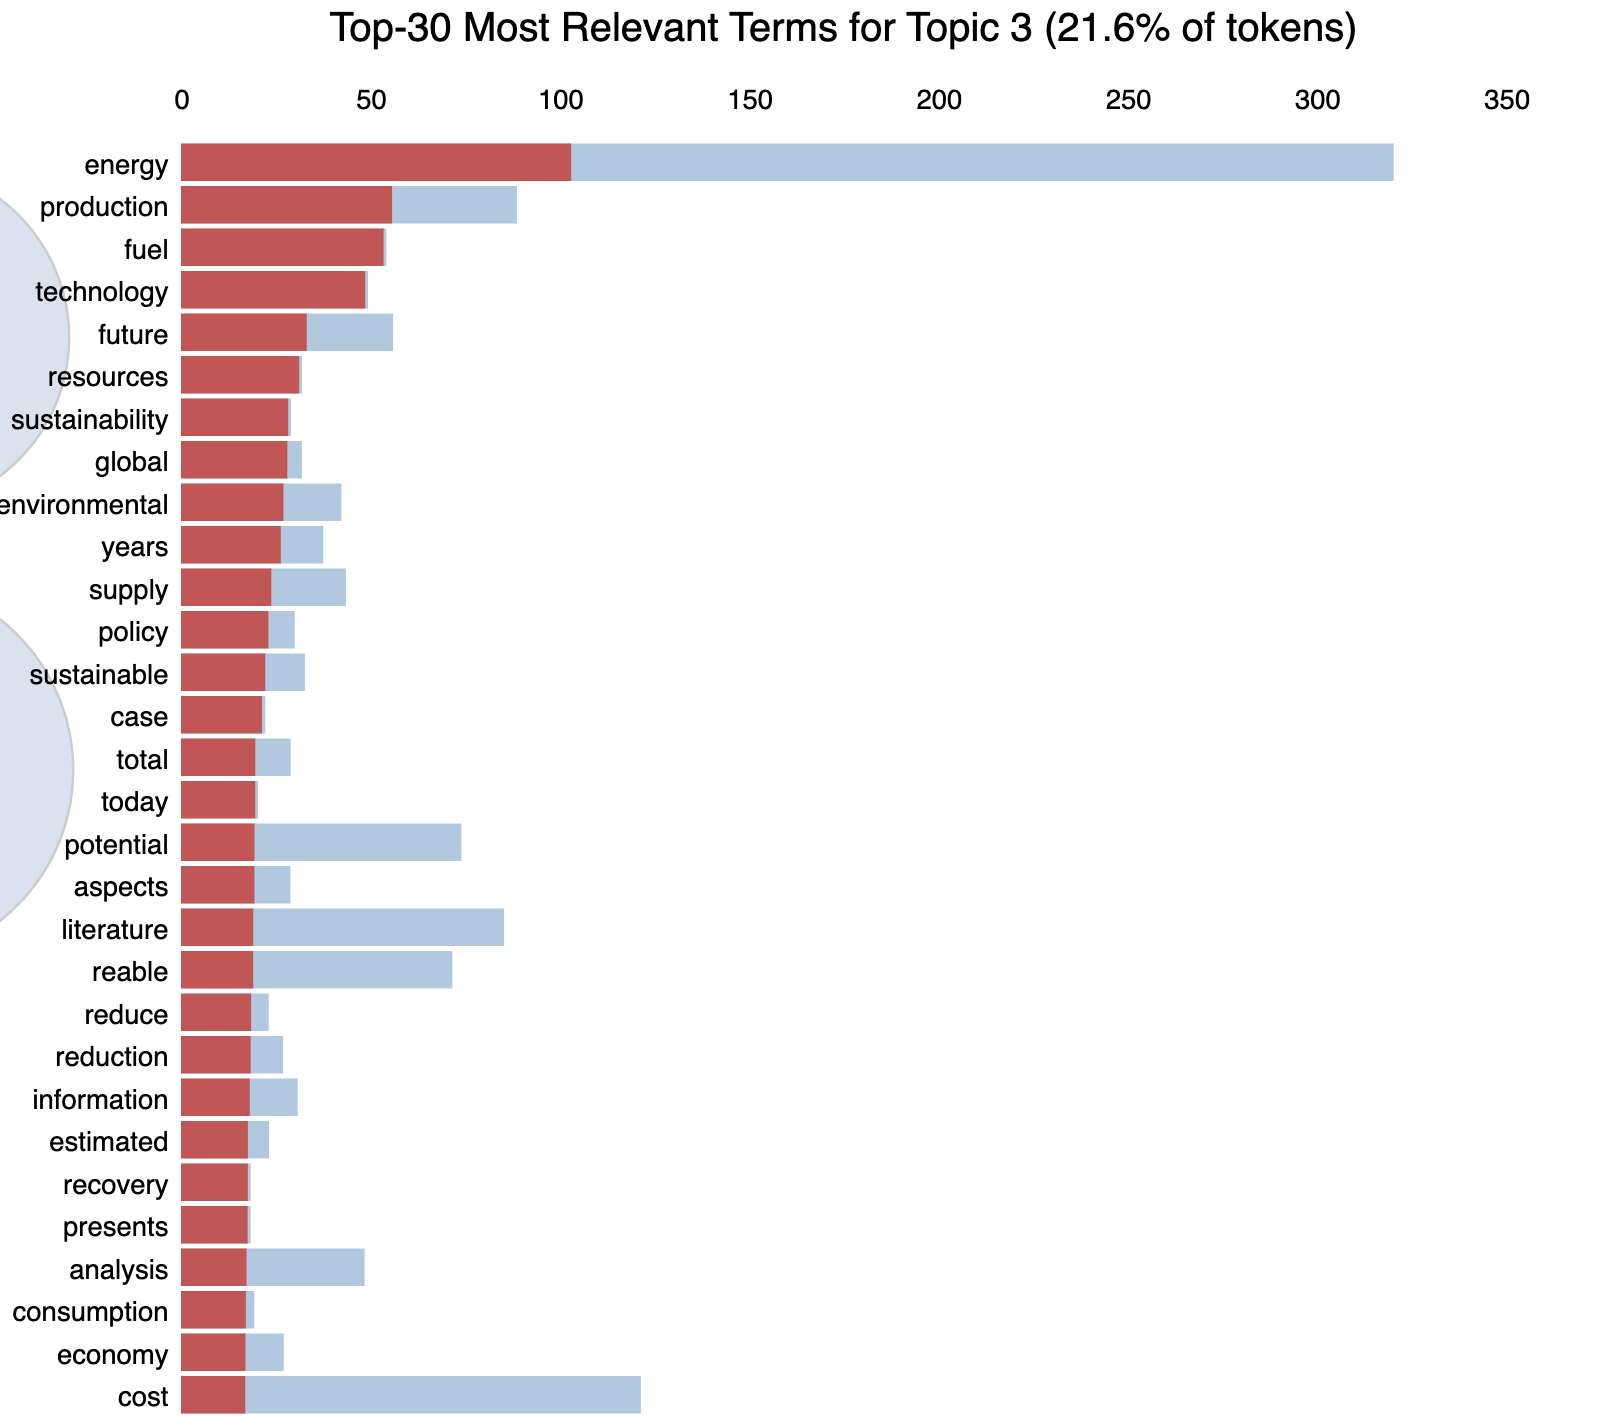 Top-30 Most Relevant Terms for Topic 3 (21.6% of tokens)
0 50 100 150 200 250 300 350
energy
production
fuel
technology
future
resources
sustainability
global
environmental
years
supply
policy
sustainable
case
total
today
potential
aspects
literature
reable
reduce
reduction
information
estimated
recovery
presents
analysis
consumption
economy
cost